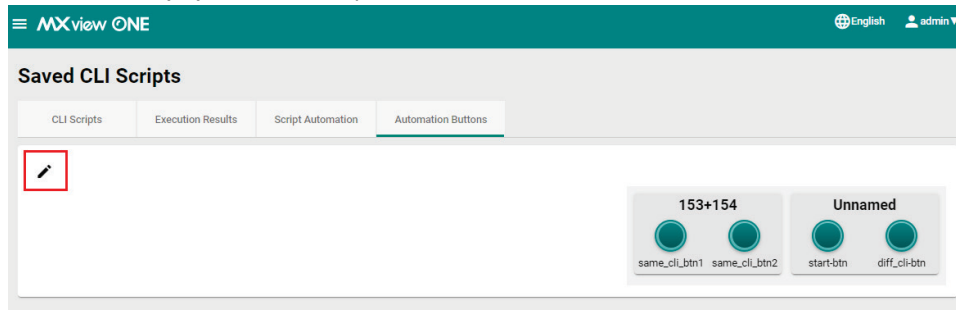 MXview ONE
English
admin
Saved CLI Scripts
CLI Scripts
Execution Results
Script Automation
Automation Buttons
153+154
same_cli_btn1
same_cli_btn2
Unnamed
start-btn
diff_cli-btn